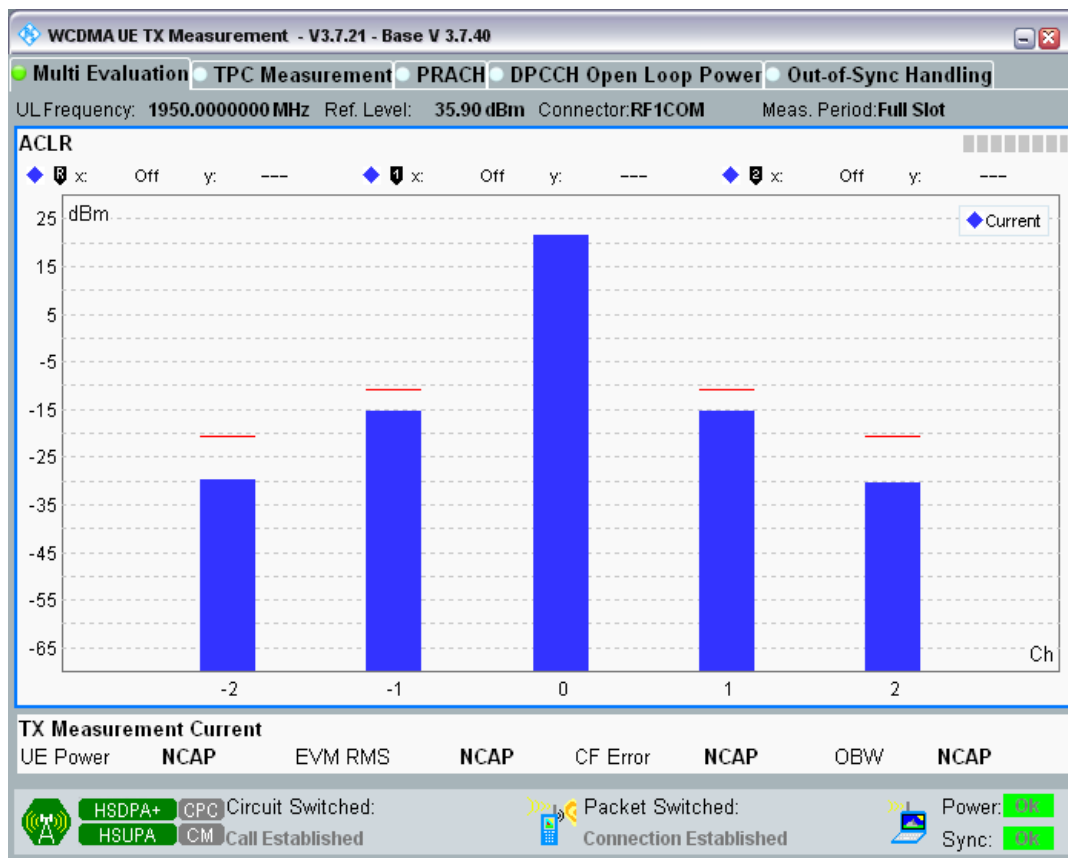 WCDMA UE TX Measurement - V3.7.21 - Base V 3.7.40
Multi Evaluation TPC Measurement PRACH DPCCH Open Loop Power Out-of-Sync Handling
UL Frequency: 1950.0000000 MHz Ref. Level: 35.90 dBm Connector:RF1COM Meas. Period:Full Slot
ACLR
R x: Off y: --- 1 x: Off y: --- 2 x: Off y: ---
dBm
Current
25
15
5
-5
-15
-25
-35
-45
-55
-65
Ch
-2 -1 0 1 2
TX Measurement Current
UE Power NCAP EVM RMS NCAP CF Error NCAP OBW NCAP
HSDPA+ CPC Circuit Switched: Packet Switched: Power: OK
HSUPA CM Call Established Connection Established Sync: OK